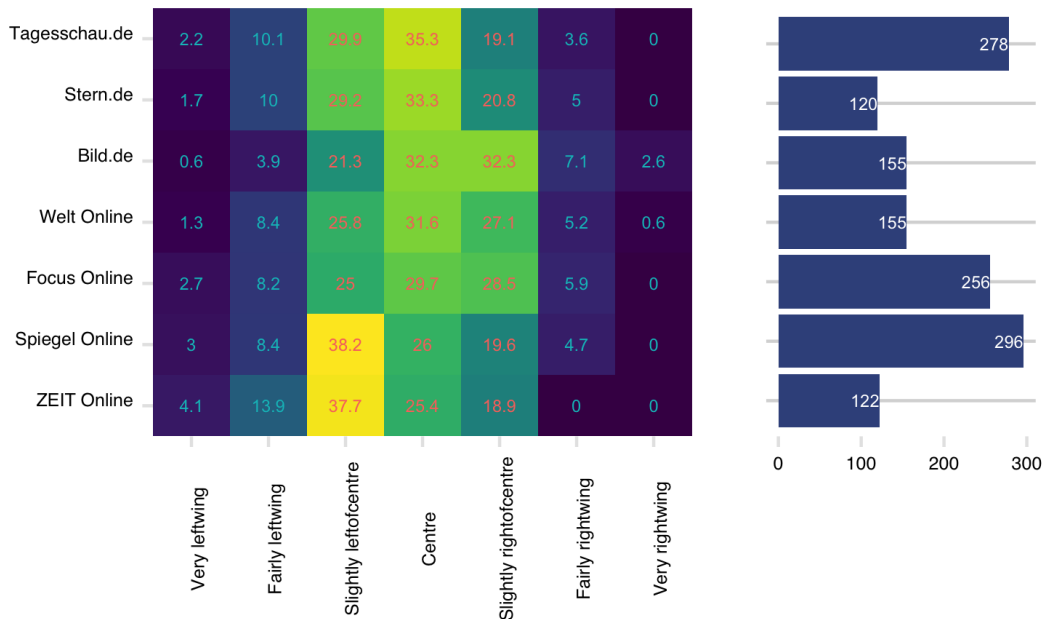 Tagesschau.de 2.2 10.1 29.9 35.3 19.1 3.6 0 278
Stern.de 1.7 10 29.2 33.3 20.8 5 0 120
Bild.de 0.6 3.9 21.3 32.3 32.3 7.1 2.6 155
Welt Online 1.3 8.4 25.8 31.6 27.1 5.2 0.6 155
Focus Online 2.7 8.2 25 29.7 28.5 5.9 0 256
Spiegel Online 3 8.4 38.2 26 19.6 4.7 0 296
ZEIT Online 4.1 13.9 37.7 25.4 18.9 0 0 122
0 100 200 300
Very leftwing
Fairly leftwing
Slightly leftofcentre
Centre
Slightly rightofcentre
Fairly rightwing
Very rightwing